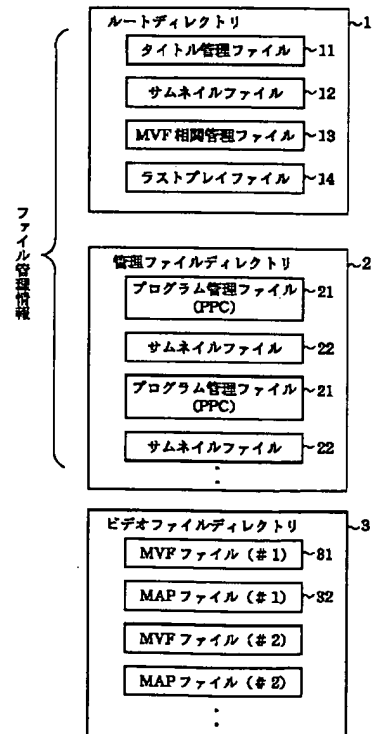 ルートディレクトリ ~1
タイトル管理ファイル ~11
サムネイルファイル ~12
MVF相関管理ファイル ~13
ラストプレイファイル ~14
ファイル管理情報
管理ファイルディレクトリ ~2
プログラム管理ファイル ~21
(PPC)
サムネイルファイル ~22
プログラム管理ファイル ~21
(PPC)
サムネイルファイル ~22
ビデオファイルディレクトリ ~3
MVFファイル (#1) ~31
MAPファイル (#1) ~32
MVFファイル (#2)
MAPファイル (#2)